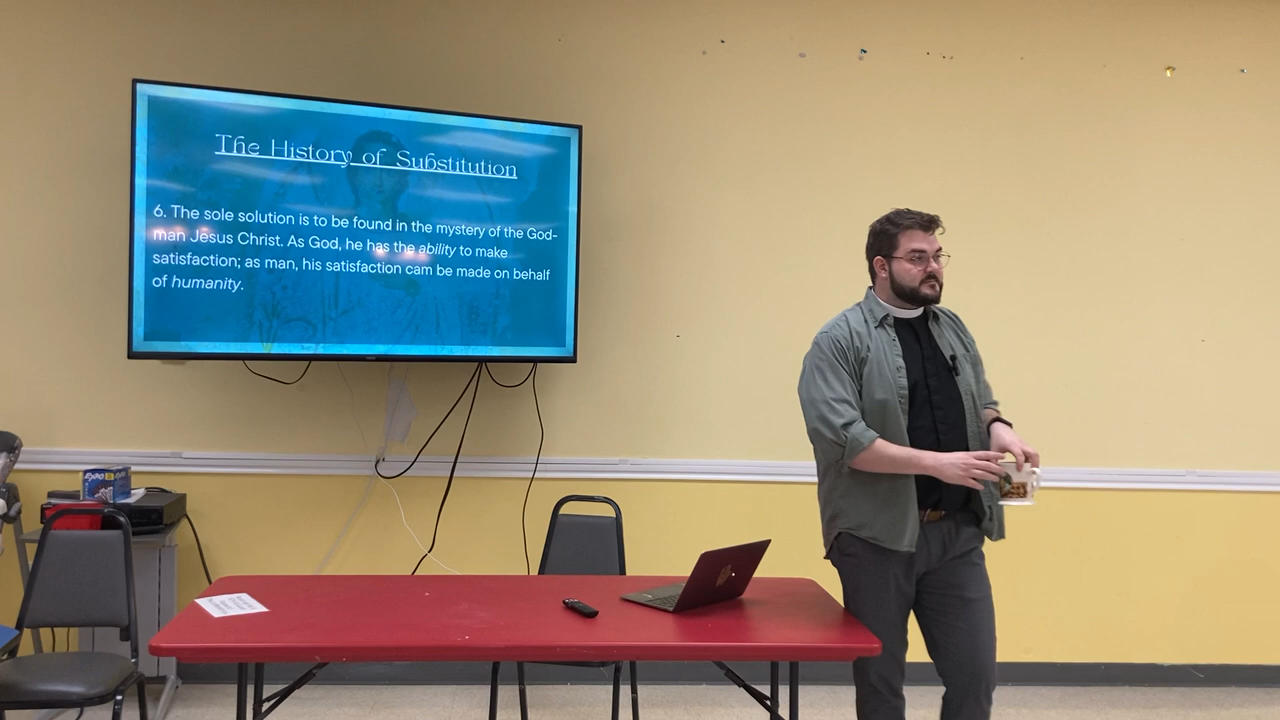 The History of Substitution
6. The sole solution is to be found in the mystery of the God-
man Jesus Christ. As God, he has the ability to make
satisfaction; as man, his satisfaction cam be made on behalf
of humanity.
EXPO